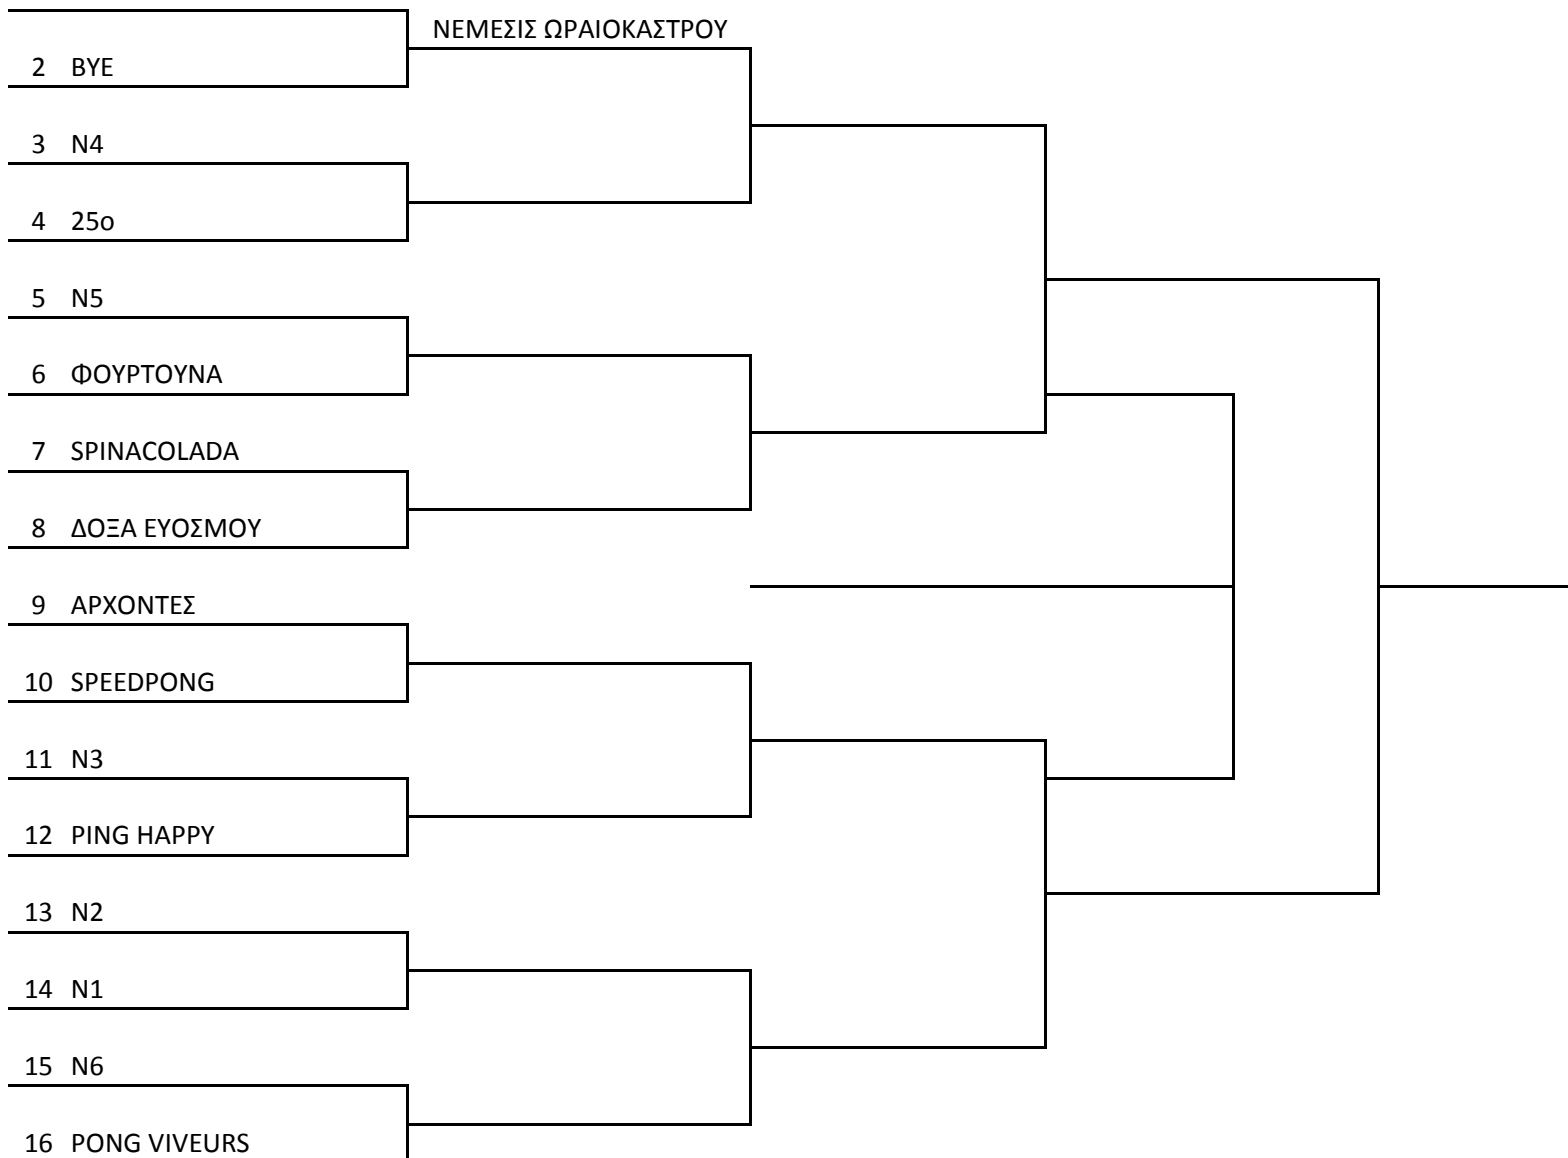 ΝΕΜΕΣΙΣ ΩΡΑΙΟΚΑΣΤΡΟΥ
2 BYE
3 N4
4 25ο
5 N5
6 ΦΟΥΡΤΟΥΝΑ
7 SPINACOLADA
8 ΔΟΞΑ ΕΥΟΣΜΟΥ
9 ΑΡΧΟΝΤΕΣ
10 SPEEDPONG
11 N3
12 PING HAPPY
13 N2
14 N1
15 N6
16 PONG VIVEURS